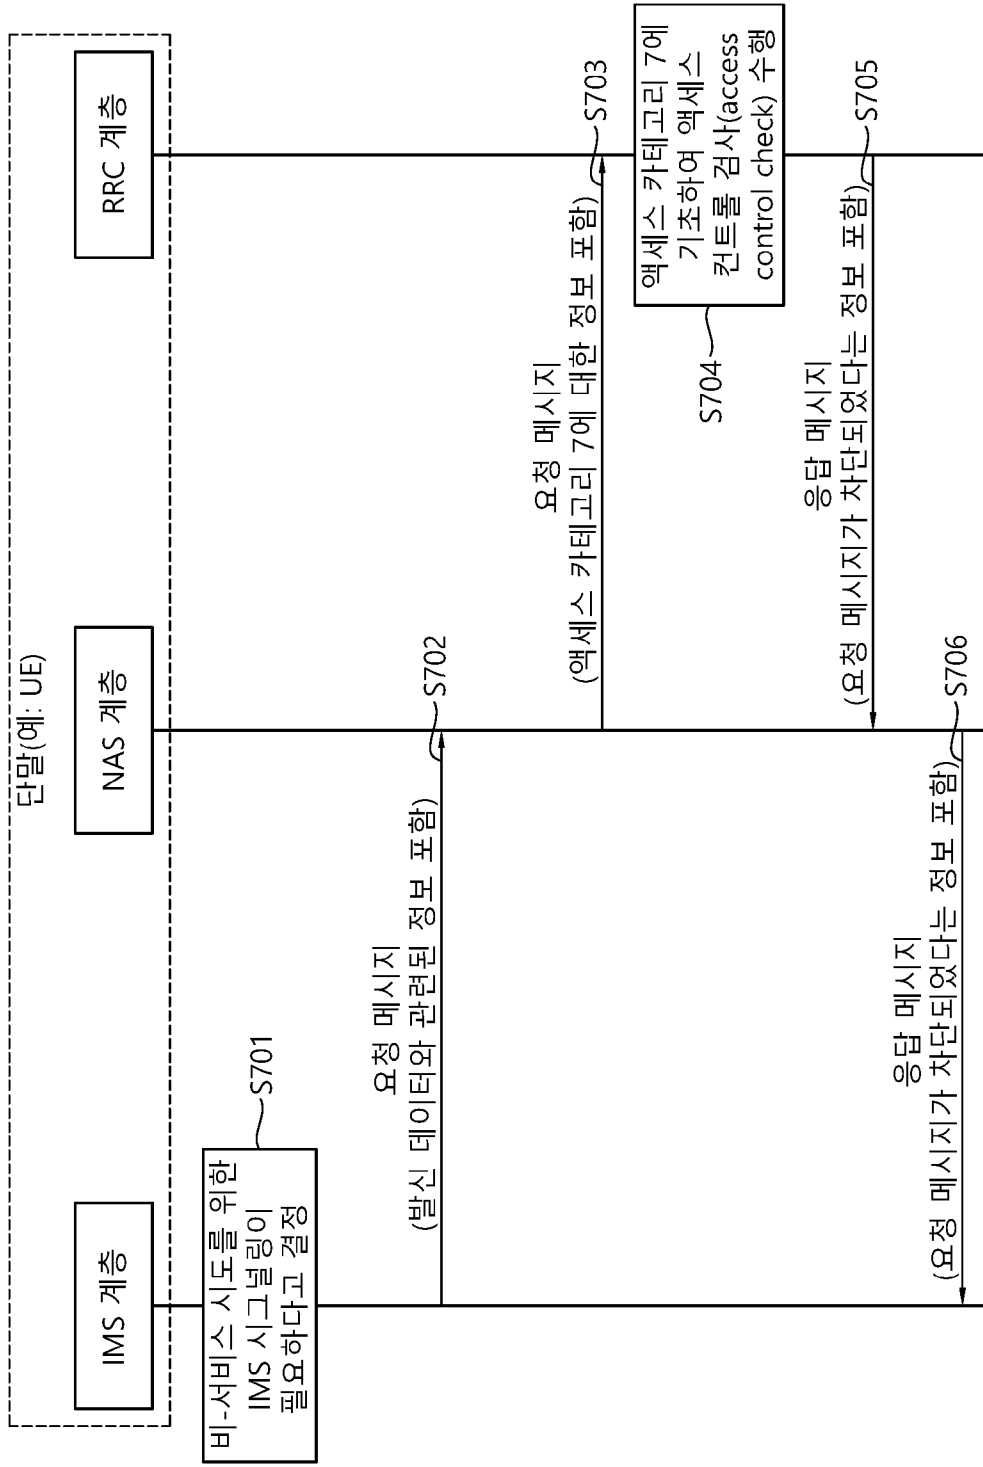 단말(예: UE)
IMS 계층
NAS 계층
RRC 계층
비-서비스 시도를 위한
IMS 시그널링이
필요하다고 결정
S701
요청 메시지
(발신 데이터와 관련된 정보 포함)
S702
요청 메시지
(액세스 카테고리 7에 대한 정보 포함)
S703
액세스 카테고리 7에
기초하여 액세스
컨트롤 검사(access
control check) 수행
S704
응답 메시지
(요청 메시지가 차단되었다는 정보 포함)
S705
응답 메시지
(요청 메시지가 차단되었다는 정보 포함)
S706